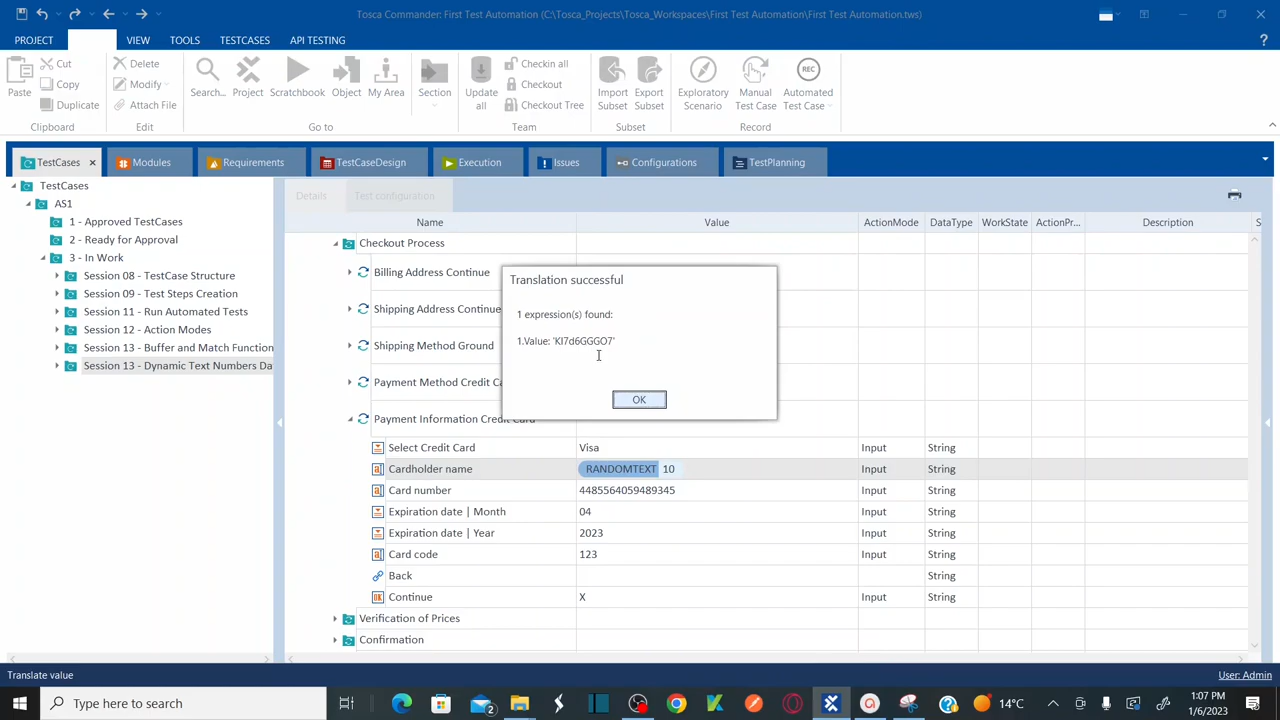 Tosca Commander: First Test Automation (C:\Tosca_Projects\Tosca_Workspaces\First Test Automation\First Test Automation.tws)
PROJECT VIEW TOOLS TESTCASES API TESTING
Paste Cut Copy Duplicate
Clipboard
Delete Modify Attach File
Edit
Search... Project Scratchbook Object My Area Section
Go to
Update all Checkin all Checkout Checkout Tree
Team
Import Subset Export Subset
Subset
Exploratory Scenario Manual Test Case REC Automated Test Case
Record
TestCases Modules Requirements TestCaseDesign Execution Issues Configurations TestPlanning
TestCases
AS1
1 - Approved TestCases
2 - Ready for Approval
3 - In Work
Session 08 - TestCase Structure
Session 09 - Test Steps Creation
Session 11 - Run Automated Tests
Session 12 - Action Modes
Session 13 - Buffer and Match Function
Session 13 - Dynamic Text Numbers Da
Details Test configuration
Name Value ActionMode DataType WorkState ActionPr... Description S
Checkout Process
Billing Address Continue
Shipping Address Continue
Shipping Method Ground
Payment Method Credit Ca
Payment Information Credit Card
Select Credit Card Visa Input String
Cardholder name RANDOMTEXT 10 Input String
Card number 4485564059489345 Input String
Expiration date | Month 04 Input String
Expiration date | Year 2023 Input String
Card code 123 Input String
Back String
Continue X Input String
Verification of Prices
Confirmation
Translation successful
1 expression(s) found:
1.Value: 'KI7d6GGGO7'
OK
Translate value User: Admin
Type here to search 2 14°C 1:07 PM
1/6/2023